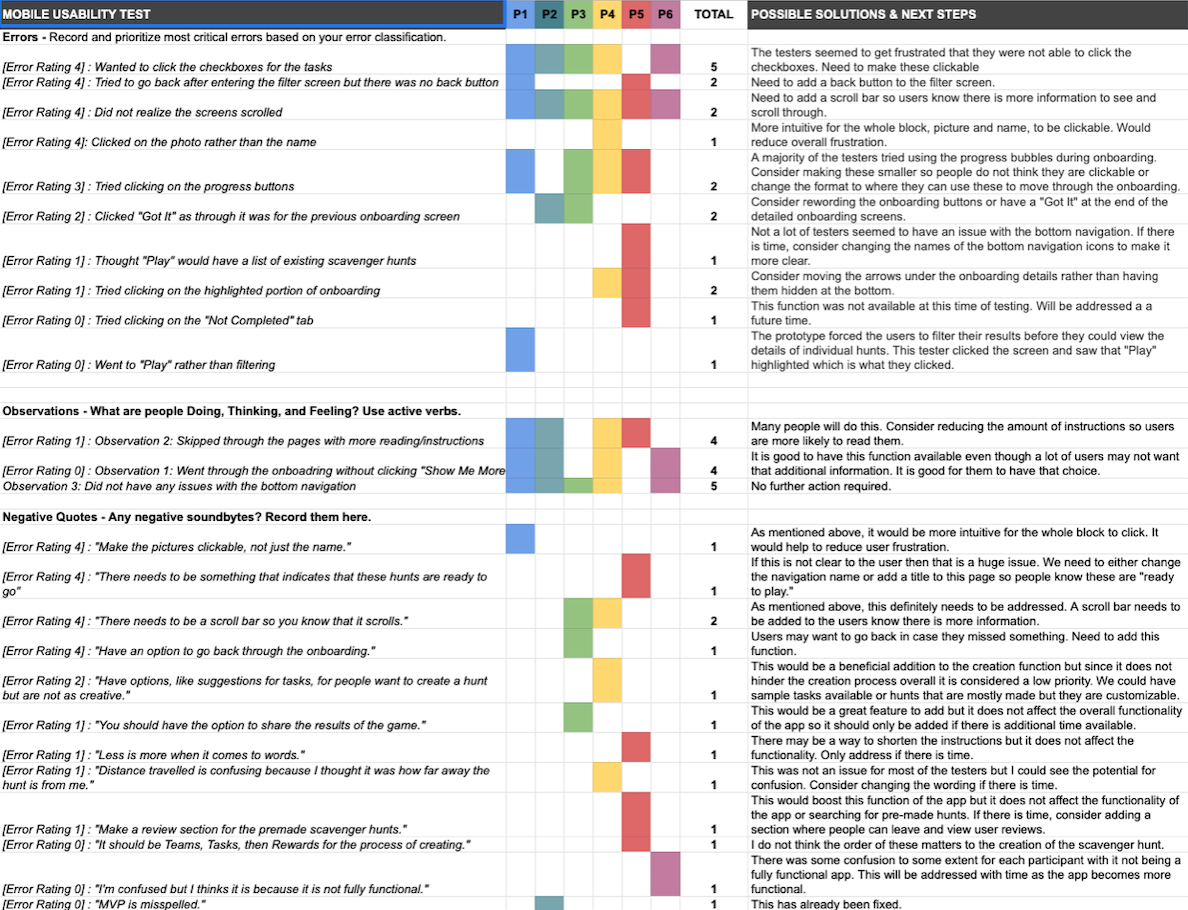 MOBILE USABILITY TEST P1 P2 P3 P4 P5 P6 TOTAL POSSIBLE SOLUTIONS & NEXT STEPS
Errors - Record and prioritize most critical errors based on your error classification.
The testers seemed to get frustrated that they were not able to click the
[Error Rating 4] : Wanted to click the checkboxes for the tasks 5 checkboxes. Need to make these clickable
[Error Rating 4] : Tried to go back after entering the filter screen but there was no back button 2 Need to add a back button to the filter screen.
Need to add a scroll bar so users know there is more information to see and
[Error Rating 4] : Did not realize the screens scrolled 2 scroll through.
More intuitive for the whole block, picture and name, to be clickable. Would
[Error Rating 4]: Clicked on the photo rather than the name 1 reduce overall frustration.
A majority of the testers tried using the progress bubbles during onboarding.
Consider making these smaller so people do not think they are clickable or
[Error Rating 3] : Tried clicking on the progress buttons 2 change the format to where they can use these to move through the onboarding.
Consider rewording the onboarding buttons or have a "Got It" at the end of the
[Error Rating 2] : Clicked "Got It" as through it was for the previous onboarding screen 2 detailed onboarding screens.
Not a lot of testers seemed to have an issue with the bottom navigation. If there
is time, consider changing the names of the bottom navigation icons to make it
[Error Rating 1] : Thought "Play" would have a list of existing scavenger hunts 1 more clear.
Consider moving the arrows under the onboarding details rather than having
[Error Rating 1] : Tried clicking on the highlighted portion of onboarding 2 them hidden at the bottom.
This function was not available at this time of testing. Will be addressed a a
[Error Rating 0] : Tried clicking on the "Not Completed" tab 1 future time.
The prototype forced the users to filter their results before they could view the
details of individual hunts. This tester clicked the screen and saw that "Play"
[Error Rating 0] : Went to "Play" rather than filtering 1 highlighted which is what they clicked.
Observations - What are people Doing, Thinking, and Feeling? Use active verbs.
Many people will do this. Consider reducing the amount of instructions so users
[Error Rating 1] : Observation 2: Skipped through the pages with more reading/instructions 4 are more likely to read them.
It is good to have this function available even though a lot of users may not want
[Error Rating 0] : Observation 1: Went through the onboadring without clicking "Show Me More 4 that additional information. It is good for them to have that choice.
Observation 3: Did not have any issues with the bottom navigation 5 No further action required.
Negative Quotes - Any negative soundbytes? Record them here.
As mentioned above, it would be more intuitive for the whole block to click. It
[Error Rating 4] : "Make the pictures clickable, not just the name." 1 would help to reduce user frustration.
If this is not clear to the user then that is a huge issue. We need to either change
[Error Rating 4] : "There needs to be something that indicates that these hunts are ready to the navigation name or add a title to this page so people know these are "ready
go" 1 to play."
As mentioned above, this definitely needs to be addressed. A scroll bar needs to
[Error Rating 4] : "There needs to be a scroll bar so you know that it scrolls." 2 be added to the users know there is more information.
Users may want to go back in case they missed something. Need to add this
[Error Rating 4] : "Have an option to go back through the onboarding." 1 function.
This would be a beneficial addition to the creation function but since it does not
[Error Rating 2] : "Have options, like suggestions for tasks, for people want to create a hunt hinder the creation process overall it is considered a low priority. We could have
but are not as creative." 1 sample tasks available or hunts that are mostly made but they are customizable.
This would be a great feature to add but it does not affect the overall functionality
[Error Rating 1] : "You should have the option to share the results of the game." 1 of the app so it should only be added if there is additional time available.
There may be a way to shorten the instructions but it does not affect the
[Error Rating 1] : "Less is more when it comes to words." 1 functionality. Only address if there is time.
[Error Rating 1] : "Distance travelled is confusing because I thought it was how far away the This was not an issue for most of the testers but I could see the potential for
hunt is from me." 1 confusion. Consider changing the wording if there is time.
This would boost this function of the app but it does not affect the functionality of
the app or searching for pre-made hunts. If there is time, consider adding a
[Error Rating 1] : "Make a review section for the premade scavenger hunts." 1 section where people can leave and view user reviews.
[Error Rating 0] : "It should be Teams, Tasks, then Rewards for the process of creating." 1 I do not think the order of these matters to the creation of the scavenger hunt.
There was some confusion to some extent for each participant with it not being a
fully functional app. This will be addressed with time as the app becomes more
[Error Rating 0] : "I'm confused but I thinks it is because it is not fully functional." 1 functional.
[Error Rating 0] : "MVP is misspelled." 1 This has already been fixed.